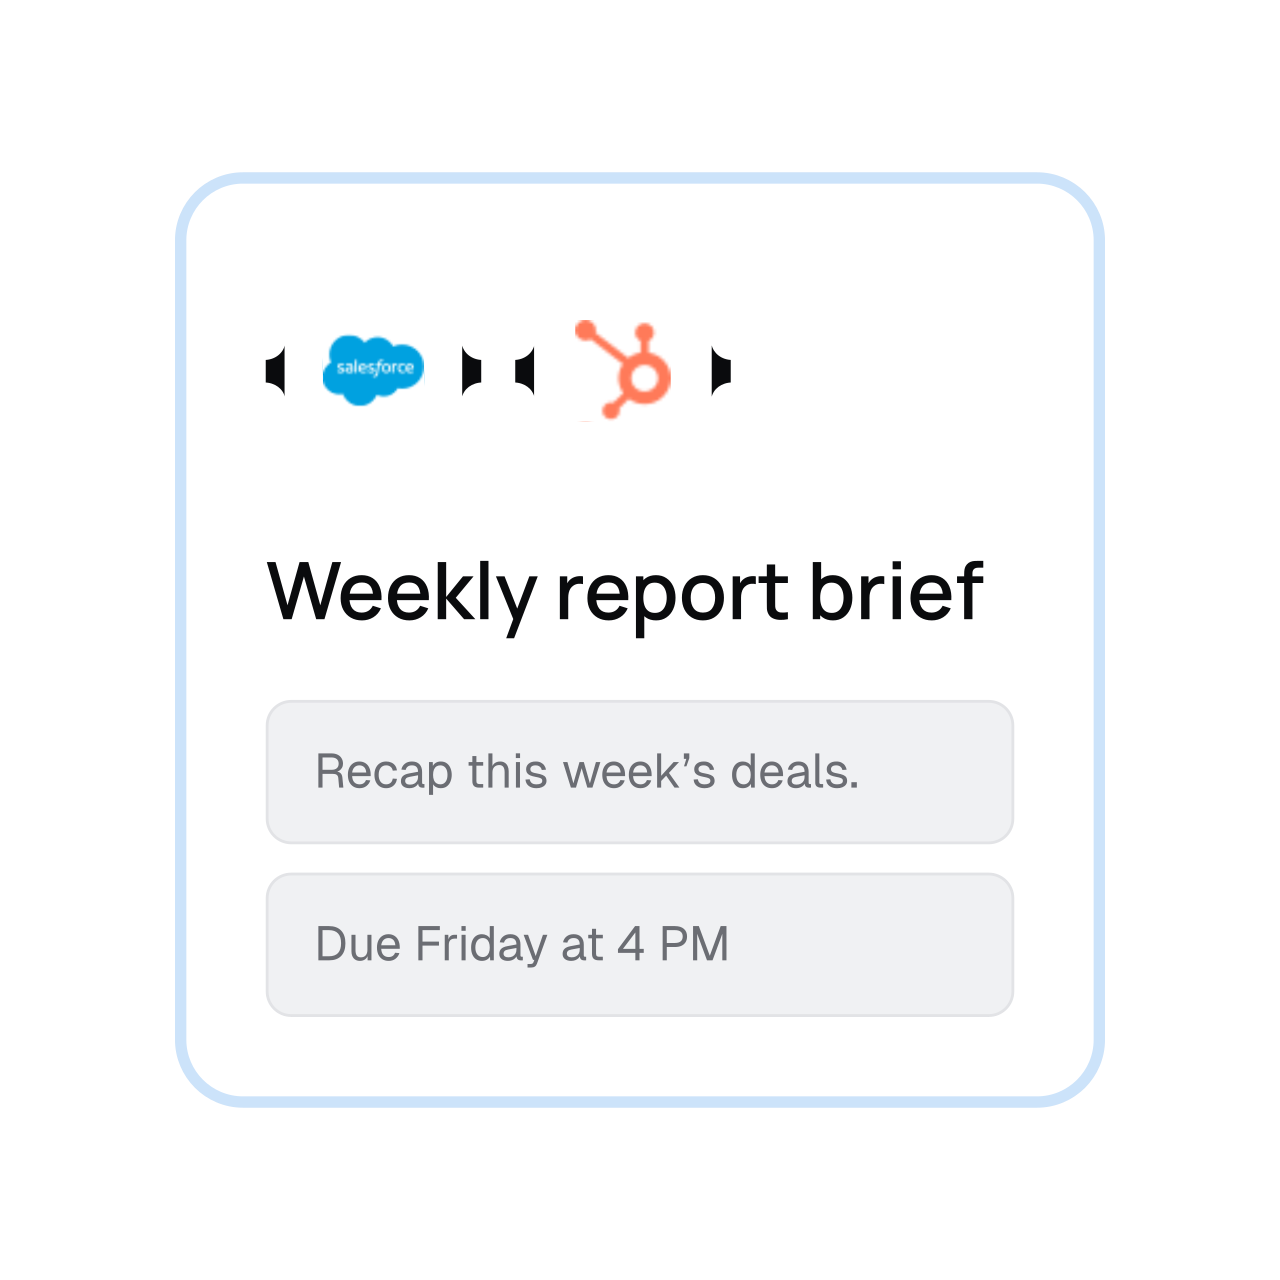 salesforce
Weekly report brief
Recap this week’s deals.
Due Friday at 4 PM